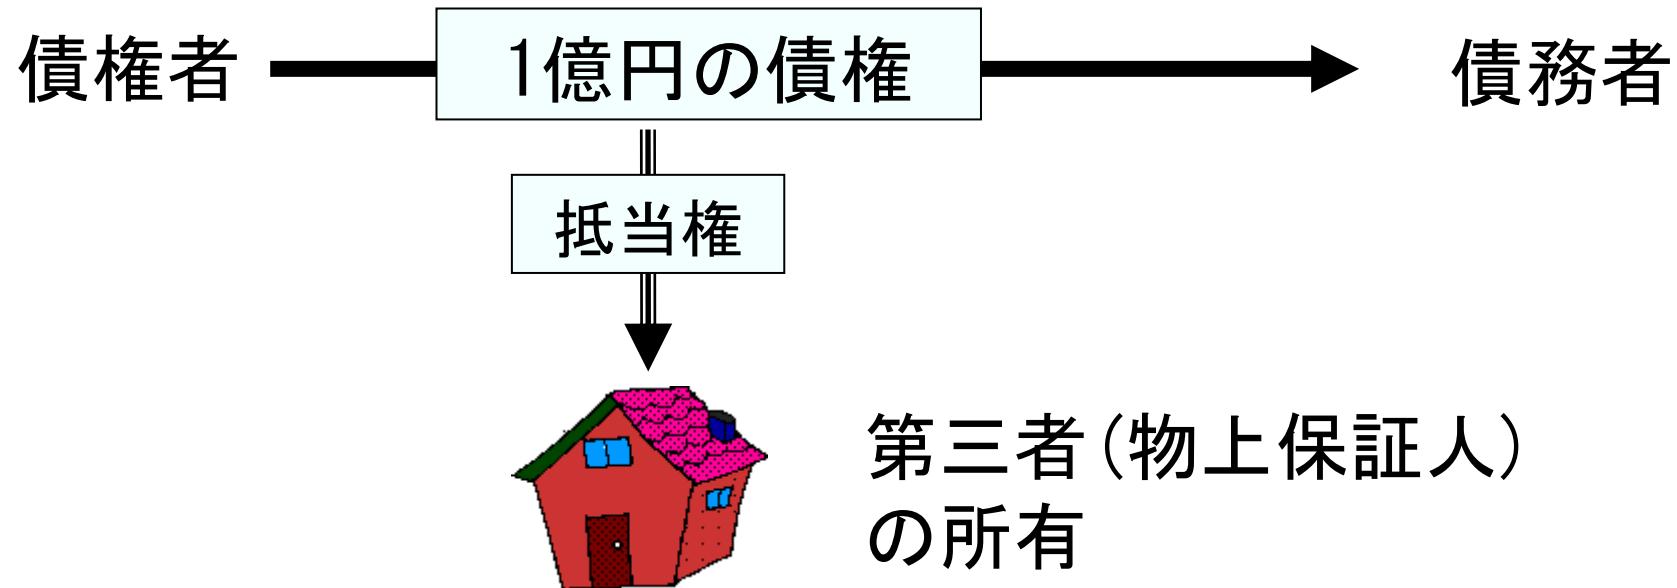 債権者
1億円の債権
債務者
抵当権
第三者(物上保証人)
の所有